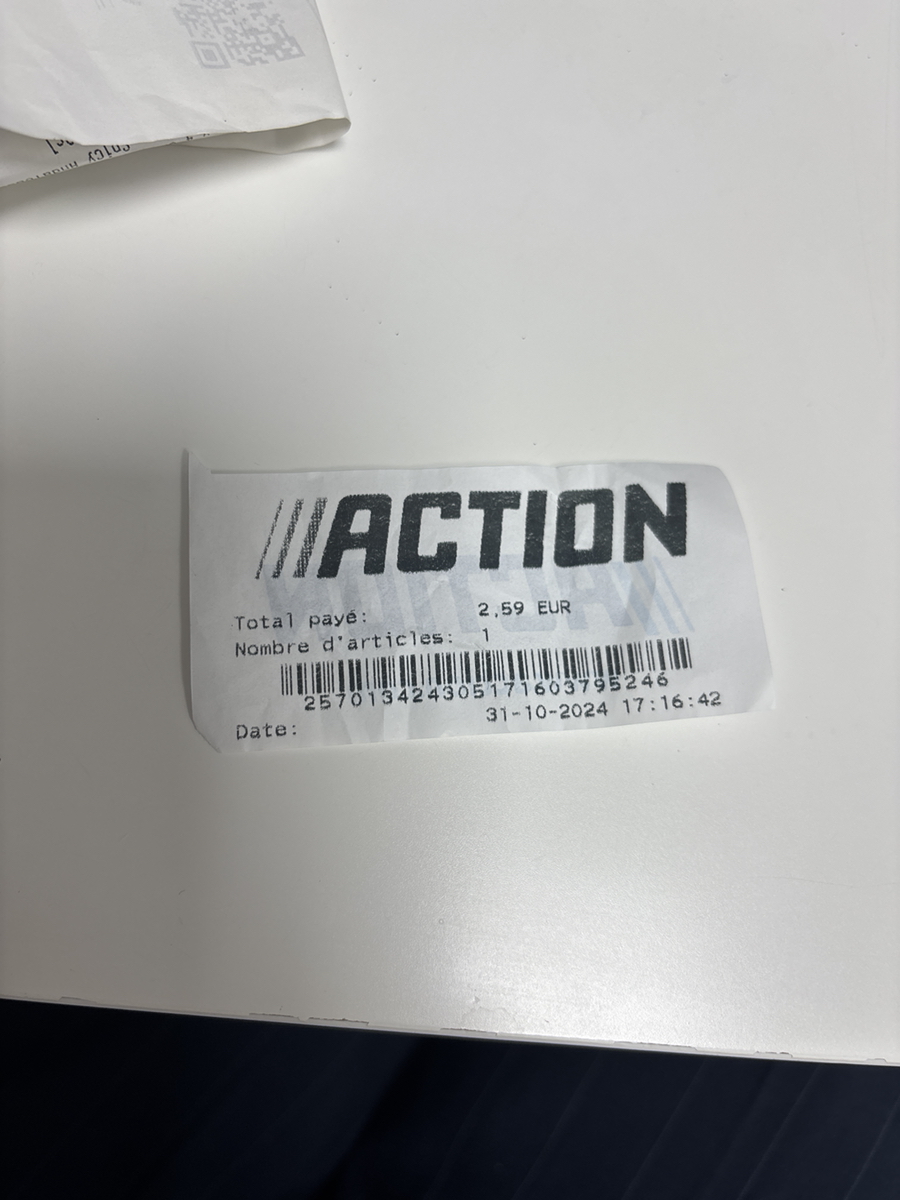 ACTION
Total payé: 2,59 EUR
Nombre d'articles: 1
2570134243051716037952​46
Date: 31-10-2024 17:16:42